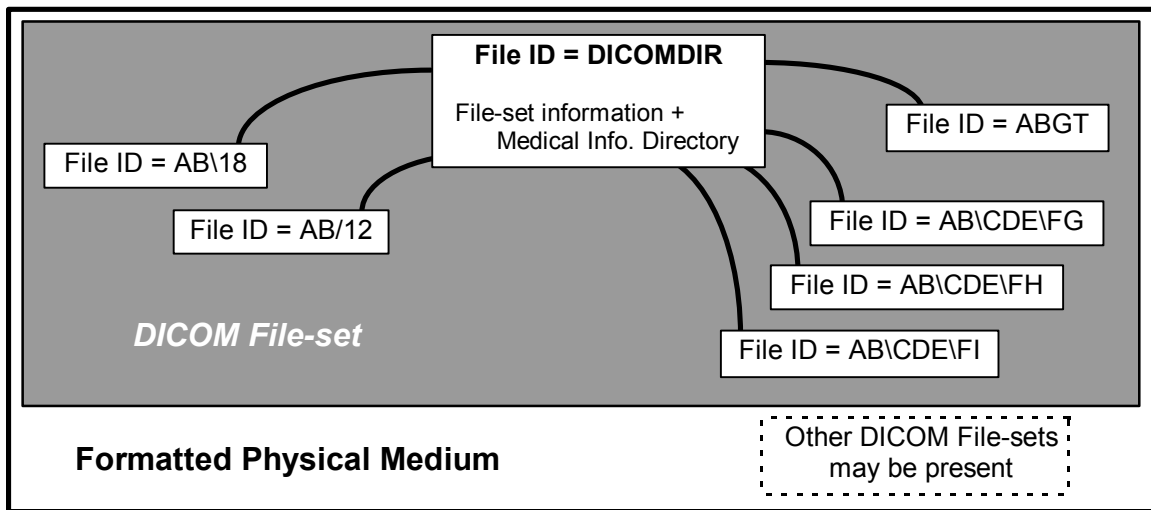 File ID = DICOMDIR
File-set information +
Medical Info. Directory
File ID = ABGT
File ID = AB\18
File ID = AB/12
File ID = AB\CDE\FG
File ID = AB\CDE\FH
File ID = AB\CDE\FI
DICOM File-set
Formatted Physical Medium
Other DICOM File-sets
may be present